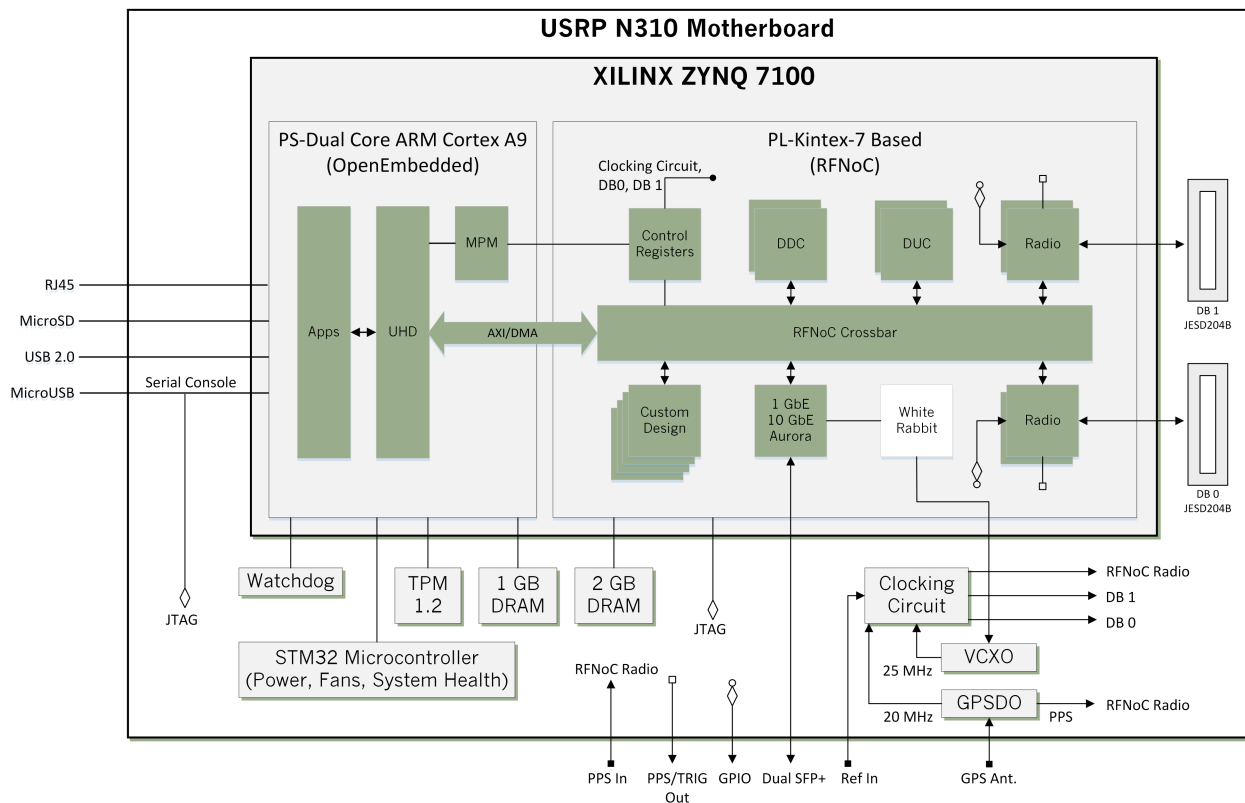 USRP N310 Motherboard
XILINX ZYNQ 7100
PS-Dual Core ARM Cortex A9
(OpenEmbedded)
PL-Kintex-7 Based
(RFNoC)
Clocking Circuit,
DB0, DB 1
MPM
Control
Registers
DDC
DUC
Radio
RJ45
MicroSD
USB 2.0
MicroUSB
Serial Console
Apps
UHD
AXI/DMA
RFNoC Crossbar
DB 1
JESD204B
Custom
Design
1 GbE
10 GbE
Aurora
White
Rabbit
Radio
DB 0
JESD204B
Watchdog
TPM
1.2
1 GB
DRAM
2 GB
DRAM
JTAG
JTAG
Clocking
Circuit
RFNoC Radio
DB 1
DB 0
STM32 Microcontroller
(Power, Fans, System Health)
VCXO
25 MHz
GPSDO
20 MHz
PPS
RFNoC Radio
RFNoC Radio
PPS In
PPS/TRIG
Out
GPIO
Dual SFP+
Ref In
GPS Ant.